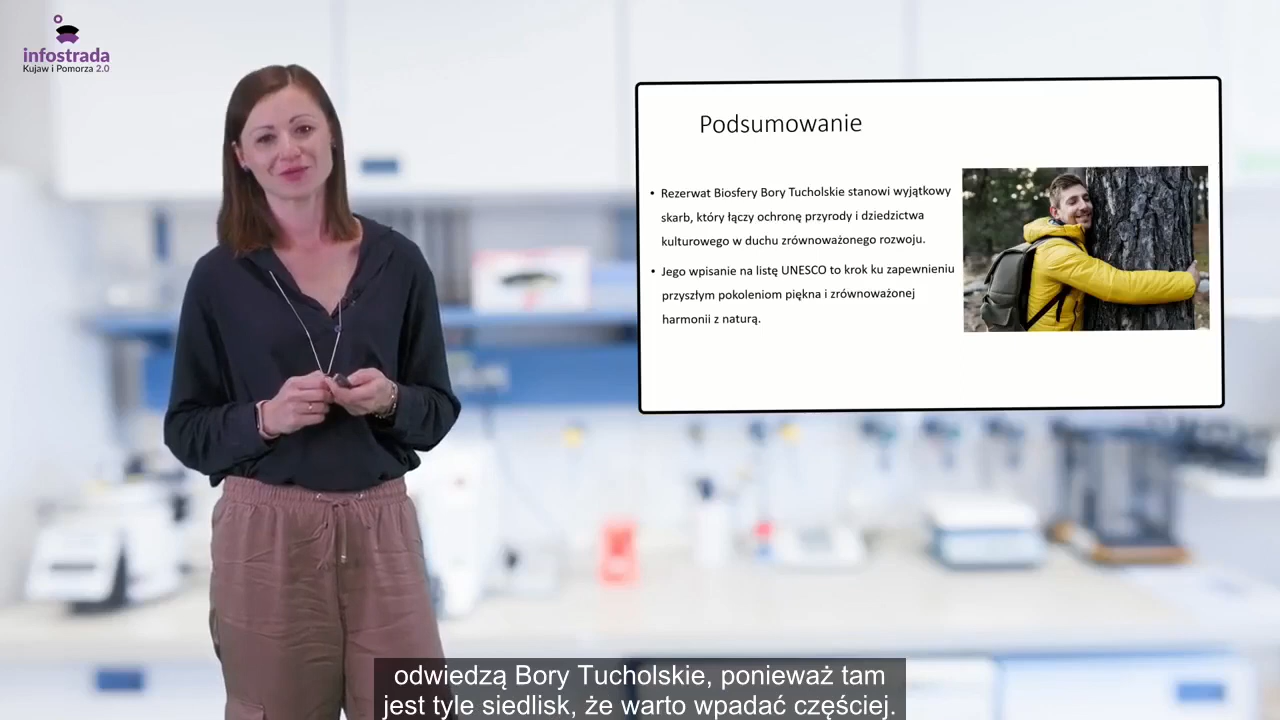 infostrada
Kujaw i Pomorza 2.0
Podsumowanie
• Rezerwat Biosfery Bory Tucholskie stanowi wyjątkowy
skarb, który łączy ochronę przyrody i dziedzictwa
kulturowego w duchu zrównoważonego rozwoju.
• Jego wpisanie na listę UNESCO to krok ku zapewnieniu
przyszłym pokoleniom piękna i zrównoważonej
harmonii z naturą.
odwiedzą Bory Tucholskie, ponieważ tam
jest tyle siedlisk, że warto wpadać częściej.